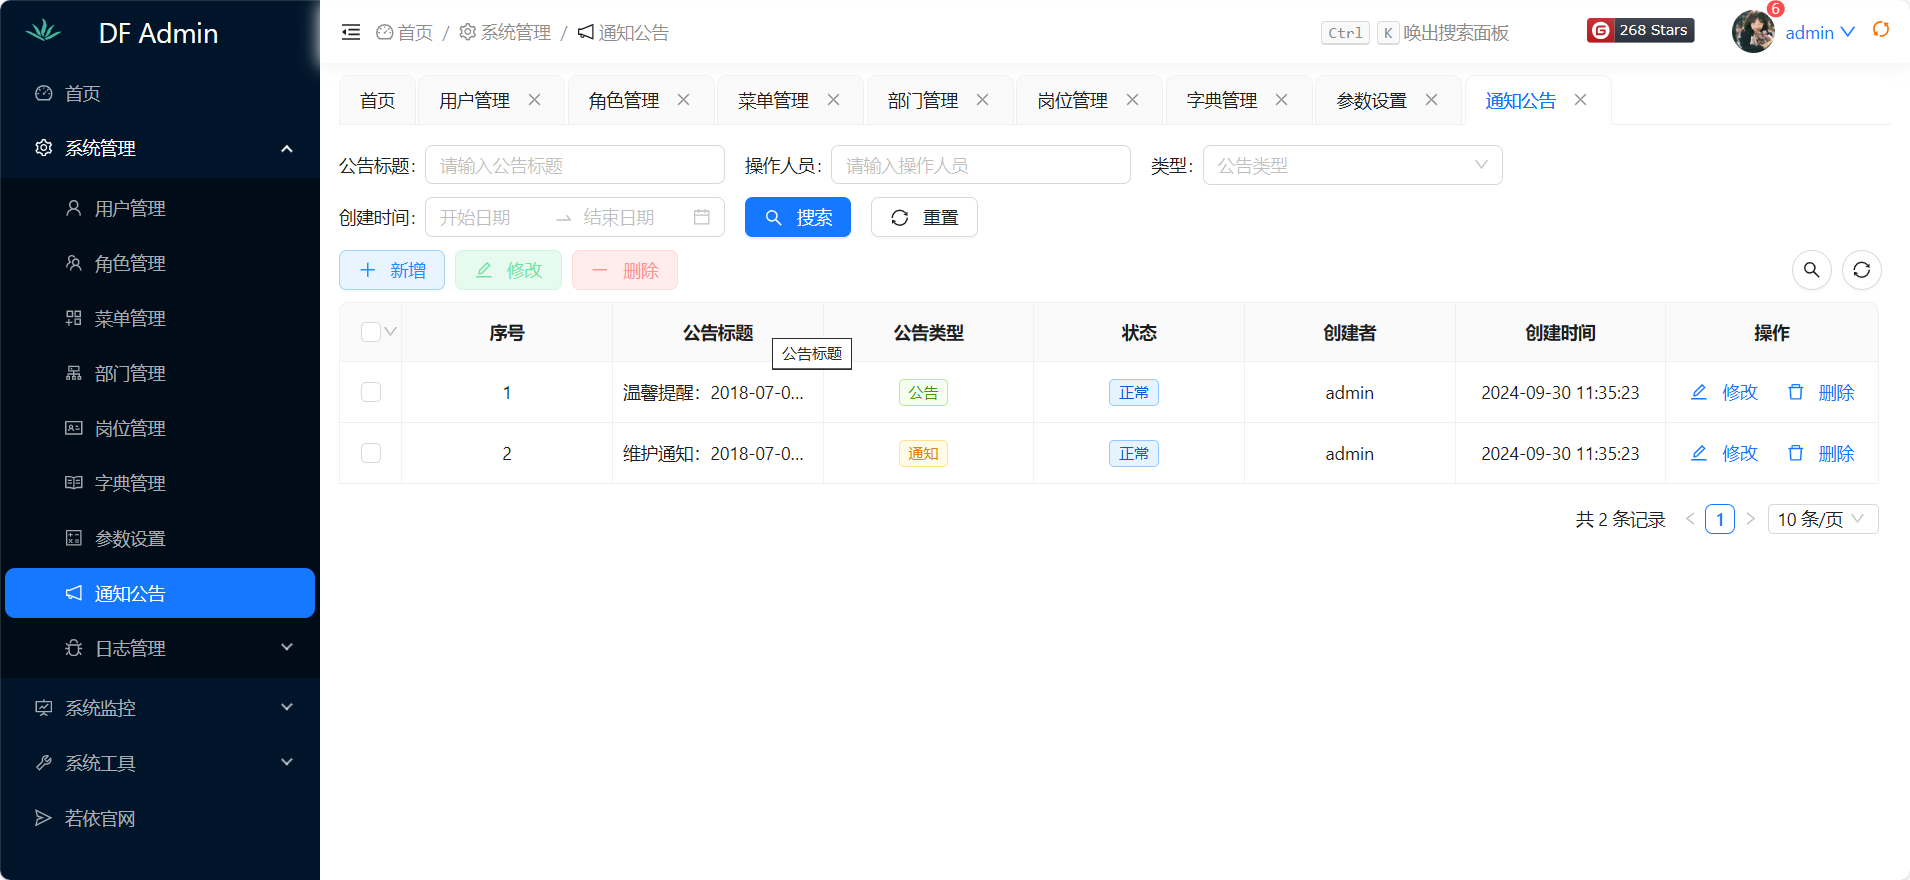 DF Admin
首页
系统管理
用户管理
角色管理
菜单管理
部门管理
岗位管理
字典管理
参数设置
通知公告
日志管理
系统监控
系统工具
若依官网
首页 / 系统管理 / 通知公告
Ctrl K 唤出搜索面板
G 268 Stars
6
admin
首页 用户管理 角色管理 菜单管理 部门管理 岗位管理 字典管理 参数设置 通知公告
公告标题: 请输入公告标题 操作人员: 请输入操作人员 类型: 公告类型
创建时间: 开始日期 → 结束日期 搜索 重置
新增 修改 删除
序号 公告标题 公告类型 状态 创建者 创建时间 操作
公告标题
1 温馨提醒：2018-07-0... 公告 正常 admin 2024-09-30 11:35:23 修改 删除
2 维护通知：2018-07-0... 通知 正常 admin 2024-09-30 11:35:23 修改 删除
共 2 条记录 < 1 > 10 条/页